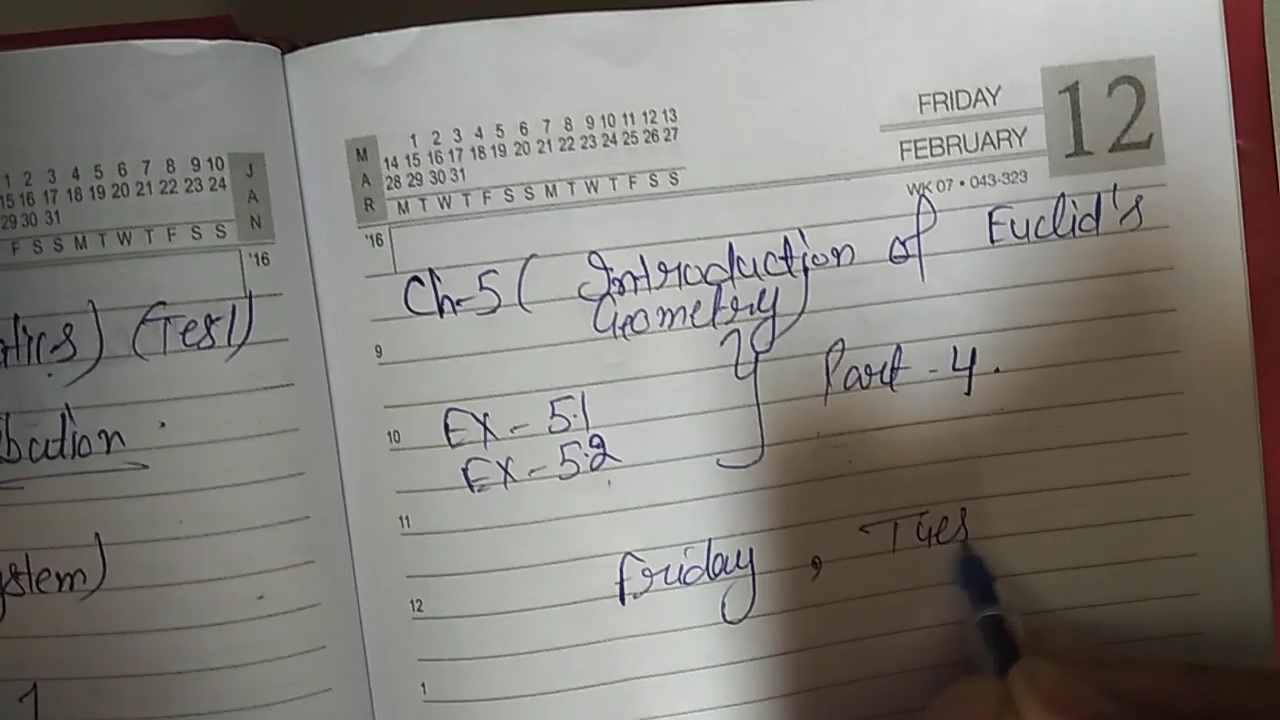 1 2 3 4 5 6 7 8 9 10
15 16 17 18 19 20 21 22 23 24
29 30 31
F S S M T W T F S S M T W T F S S
JAN
'16
(Test)
1
MAR
1 2 3 4 5 6 7 8 9 10 11 12 13
14 15 16 17 18 19 20 21 22 23 24 25 26 27
28 29 30 31
M T W T F S S M T W T F S S
'16
FRIDAY
FEBRUARY
12
WK 07 • 043-323
Ch-5 ( Introduction of Euclid's
Geometry)
9
Part - 4.
10
EX - 5.1
EX - 5.2
11
Friday , Tues
12
1